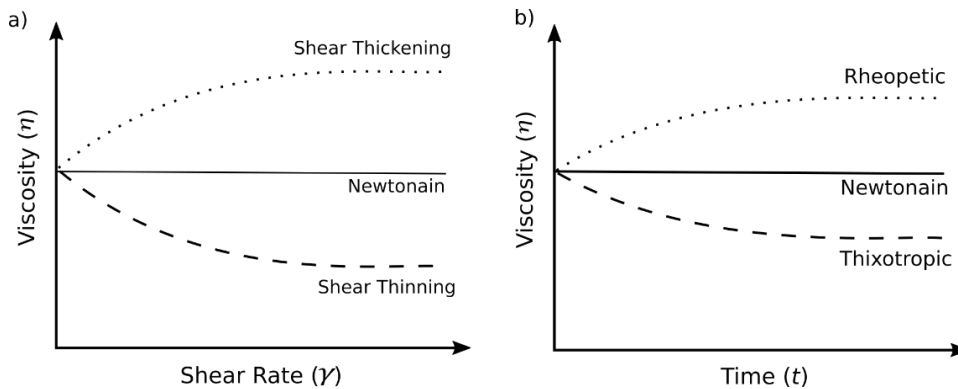 a)
Shear Thickening
Newtonain
Shear Thinning
Viscosity (η)
Shear Rate (γ)
b)
Rheopetic
Newtonain
Thixotropic
Viscosity (η)
Time (t)